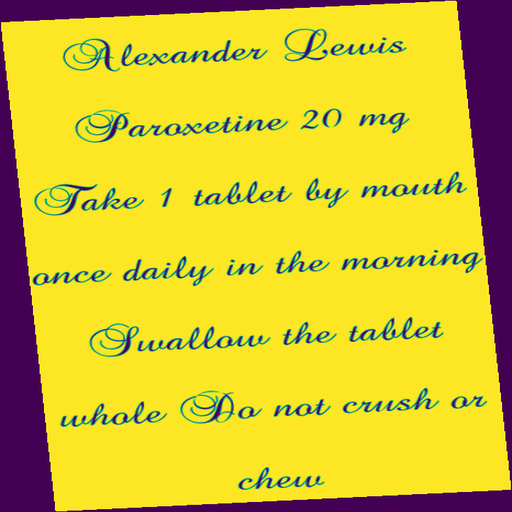 Alexander Lewis
Paroxetine 20 mg
Take 1 tablet by mouth
once daily in the morning
Swallow the tablet
whole Do not crush or
chew